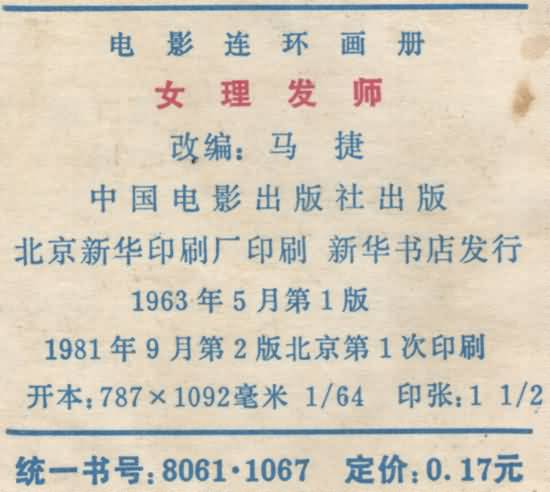 电影连环画册
女理发师
改编：马 捷
中国电影出版社出版
北京新华印刷厂印刷 新华书店发行
1963年5月第1版
1981年9月第2版北京第1次印刷
开本：787×1092毫米 1/64 印张：1 1/2
统一书号：8061·1067 定价：0.17元